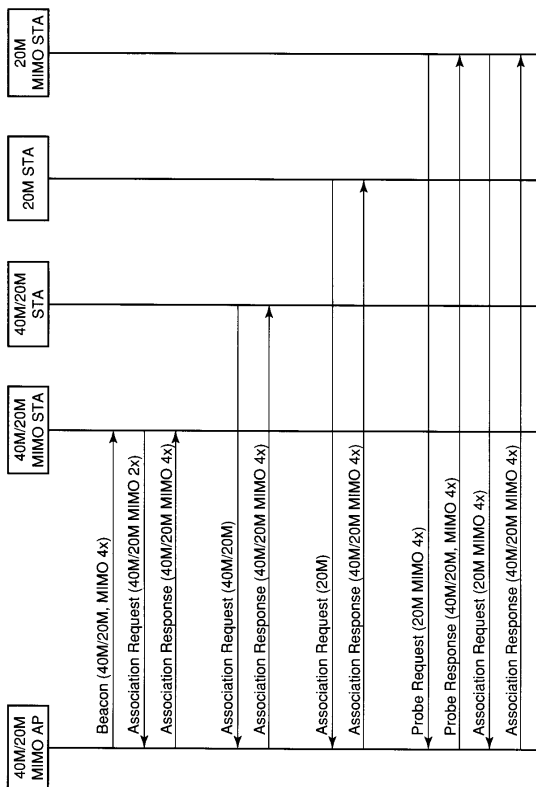 40M/20M
MIMO AP
40M/20M
MIMO STA
40M/20M
STA
20M STA
20M
MIMO STA
Beacon (40M/20M, MIMO 4x)
Association Request (40M/20M MIMO 2x)
Association Response (40M/20M MIMO 4x)
Association Request (40M/20M)
Association Response (40M/20M MIMO 4x)
Association Request (20M)
Association Response (40M/20M MIMO 4x)
Probe Request (20M MIMO 4x)
Probe Response (40M/20M, MIMO 4x)
Association Request (20M MIMO 4x)
Association Response (40M/20M MIMO 4x)